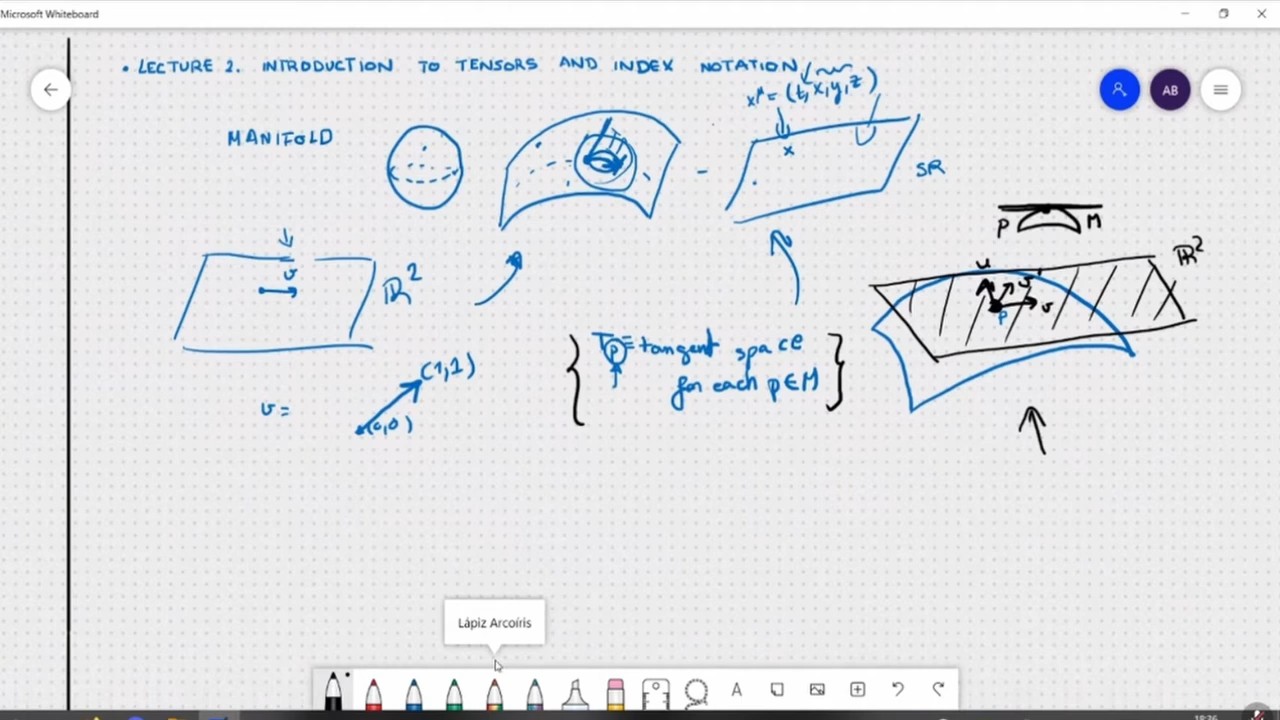 Microsoft Whiteboard
• LECTURE 2. INTRODUCTION TO TENSORS AND INDEX NOTATION
xᵘ = (t, x, y, z)
MANIFOLD
x
SR
P M
v
ℝ²
ℝ²
u v' v
P
Tp ≡ tangent space
for each p ∈ M
v =
(1,1)
(0,0)
AB
Lápiz Arcoíris
A